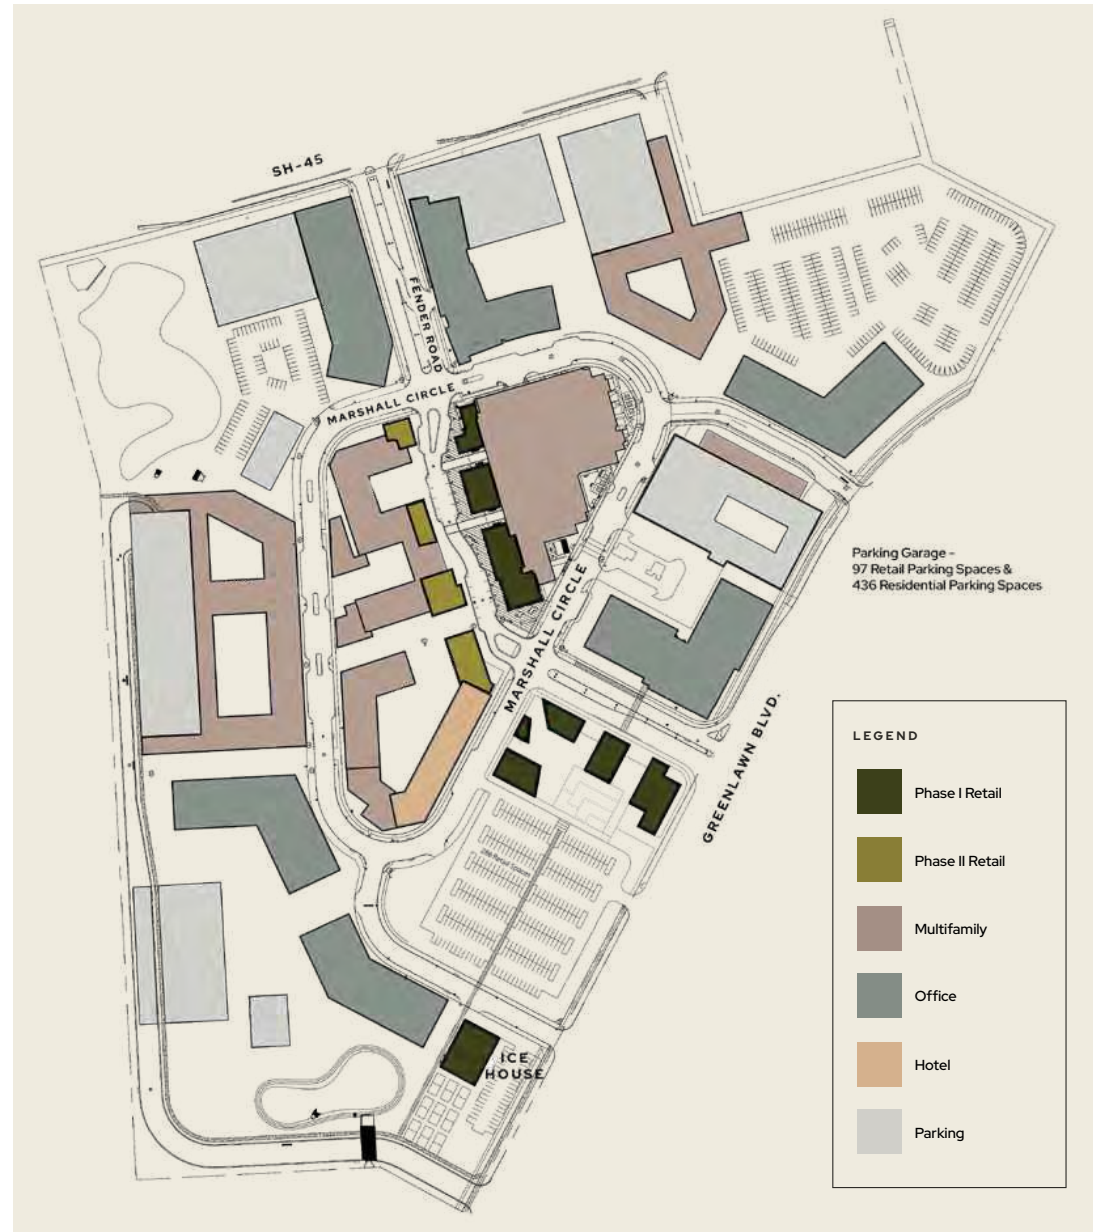 SH-45
FENDER ROAD
MARSHALL CIRCLE
Parking Garage -
97 Retail Parking Spaces &
436 Residential Parking Spaces
MARSHALL CIRCLE
GREENLAWN BLVD.
ICE
HOUSE
LEGEND
Phase I Retail
Phase II Retail
Multifamily
Office
Hotel
Parking